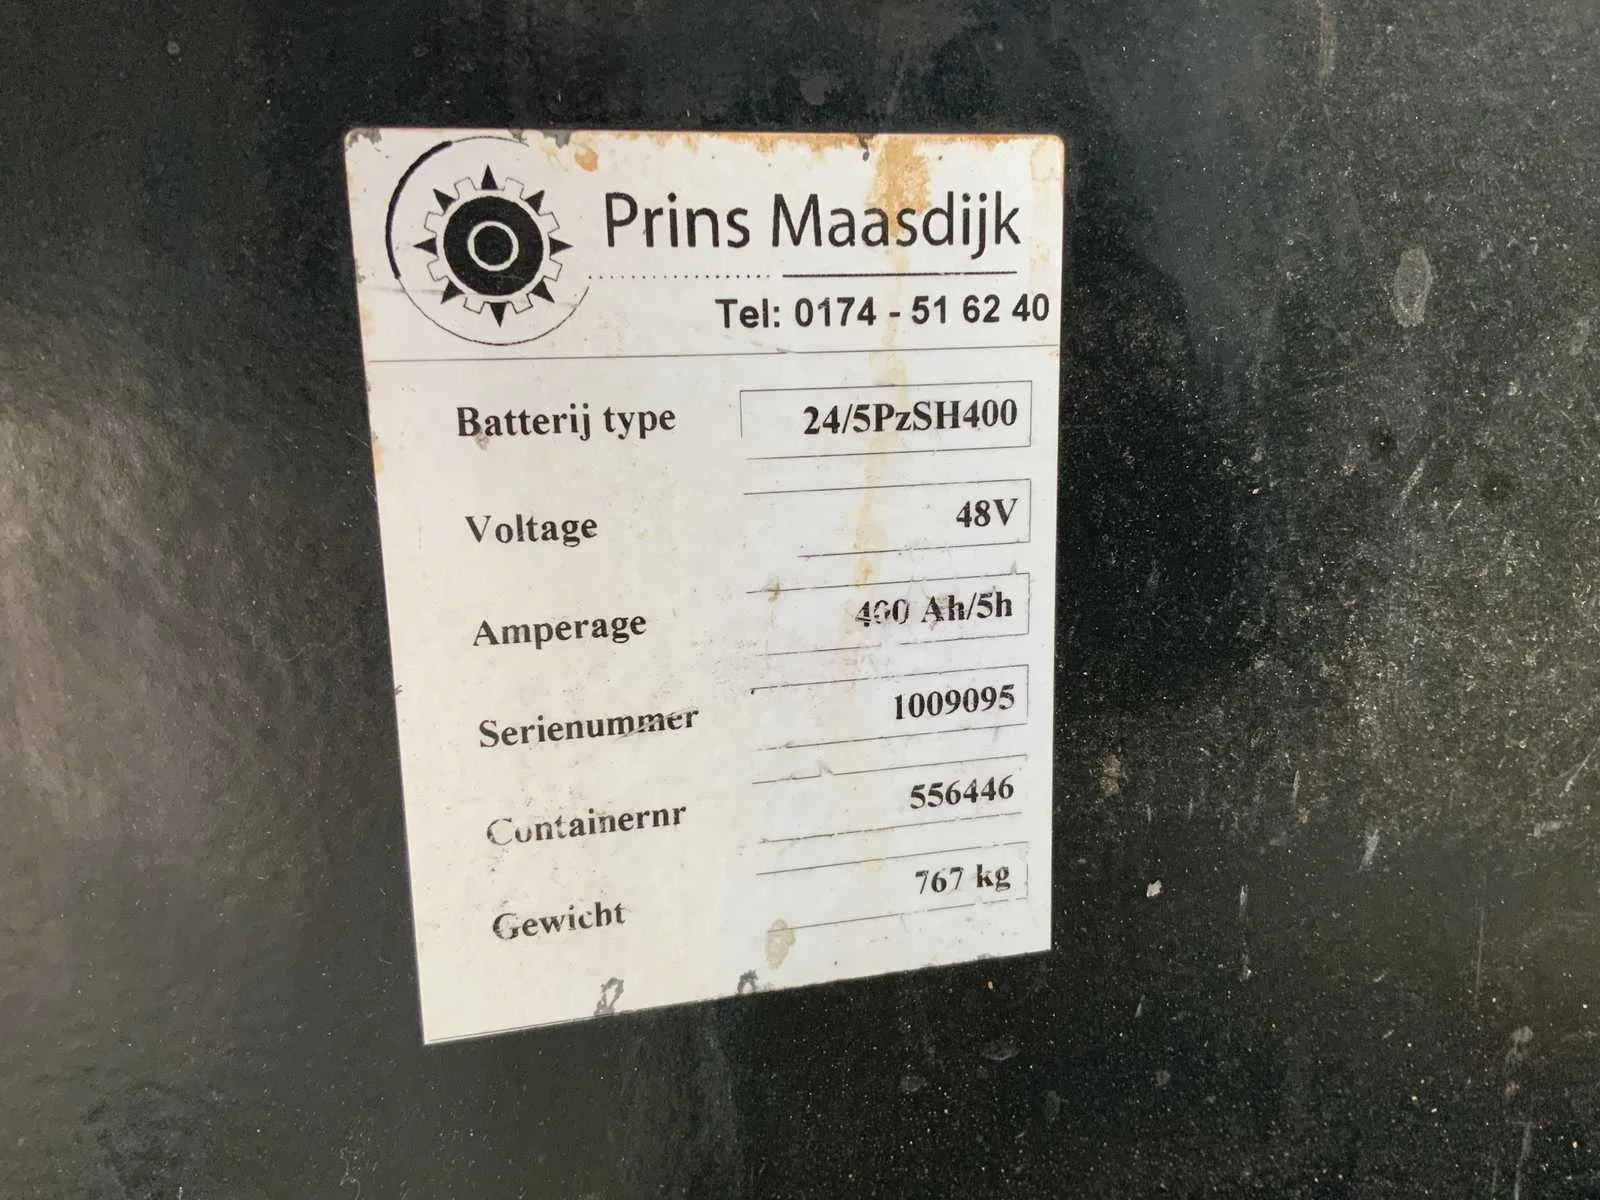 Prins Maasdijk
Tel: 0174 - 51 62 40
Batterij type 24/5PzSH400
Voltage 48V
Amperage 400 Ah/5h
Serienummer 1009095
Containernr 556446
Gewicht 767 kg